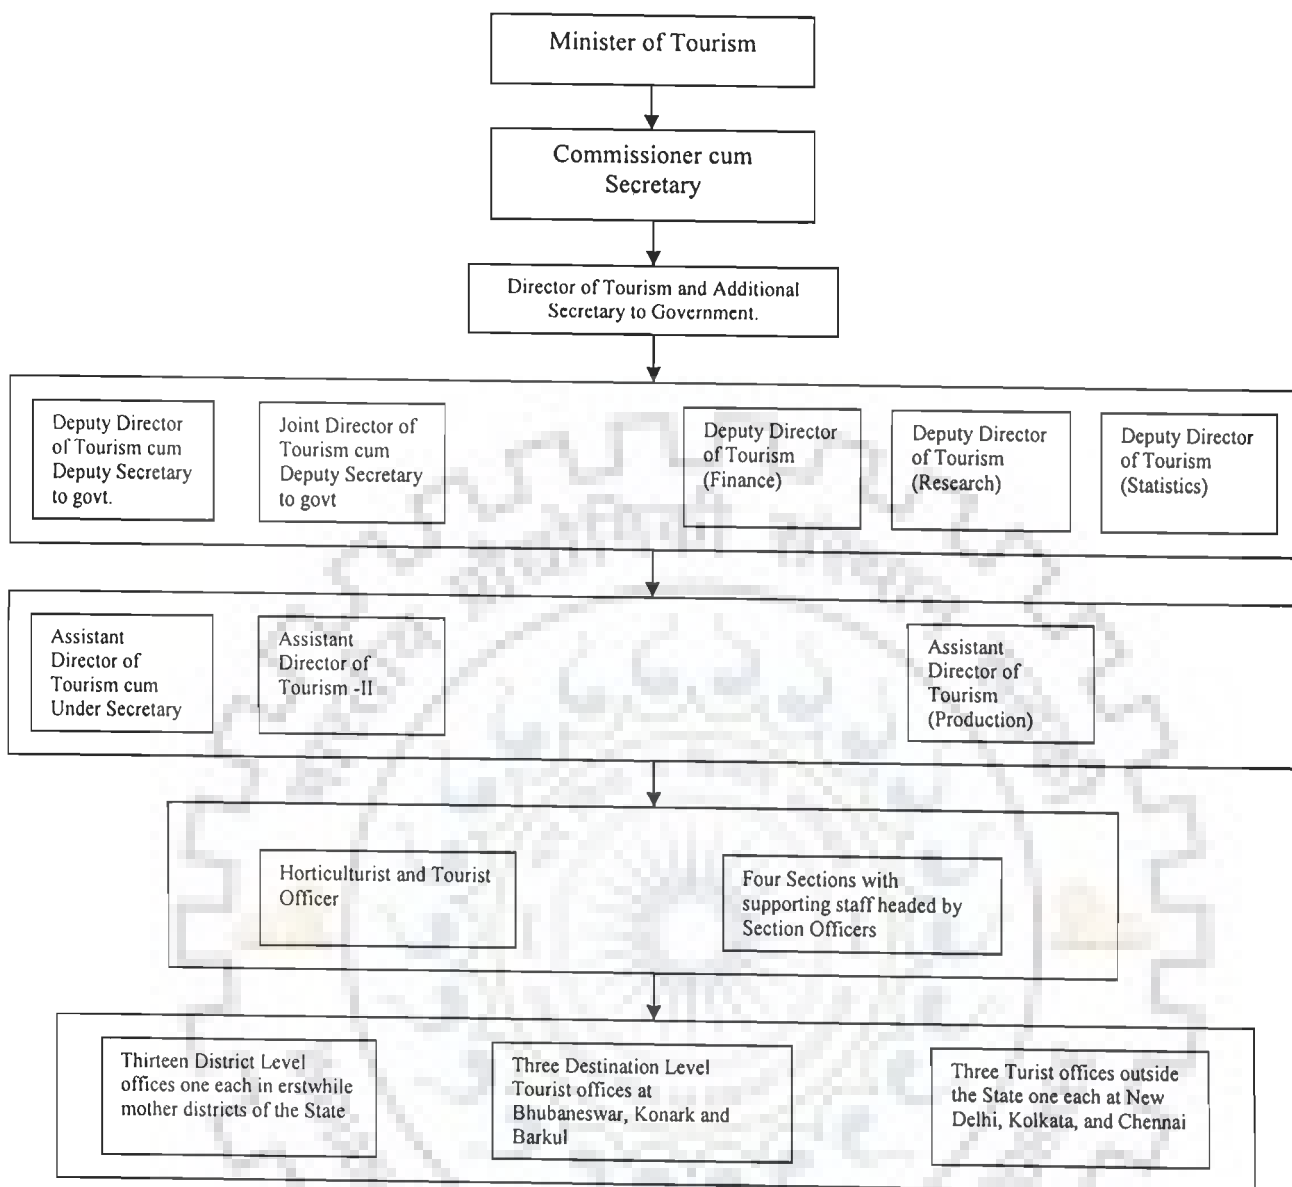 Minister of Tourism
Commissioner cum
Secretary
Director of Tourism and Additional
Secretary to Government.
Deputy Director
of Tourism cum
Deputy Secretary
to govt.
Joint Director of
Tourism cum
Deputy Secretary
to govt
Deputy Director
of Tourism
(Finance)
Deputy Director
of Tourism
(Research)
Deputy Director
of Tourism
(Statistics)
Assistant
Director of
Tourism cum
Under Secretary
Assistant
Director of
Tourism -II
Assistant
Director of
Tourism
(Production)
Horticulturist and Tourist
Officer
Four Sections with
supporting staff headed by
Section Officers
Thirteen District Level
offices one each in erstwhile
mother districts of the State
Three Destination Level
Tourist offices at
Bhubaneswar, Konark and
Barkul
Three Turist offices outside
the State one each at New
Delhi, Kolkata, and Chennai